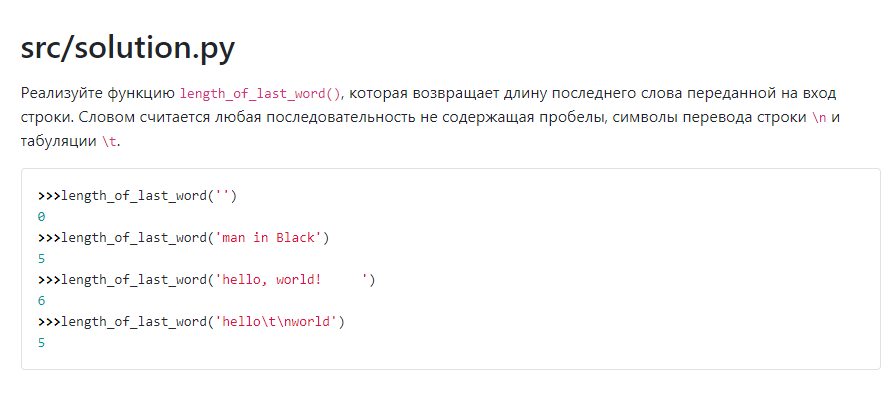 src/solution.py
Реализуйте функцию length_of_last_word(), которая возвращает длину последнего слова переданной на вход
строки. Словом считается любая последовательность не содержащая пробелы, символы перевода строки \n и
табуляции \t.
>>>length_of_last_word('')
0
>>>length_of_last_word('man in Black')
5
>>>length_of_last_word('hello, world!     ')
6
>>>length_of_last_word('hello\t\nworld')
5